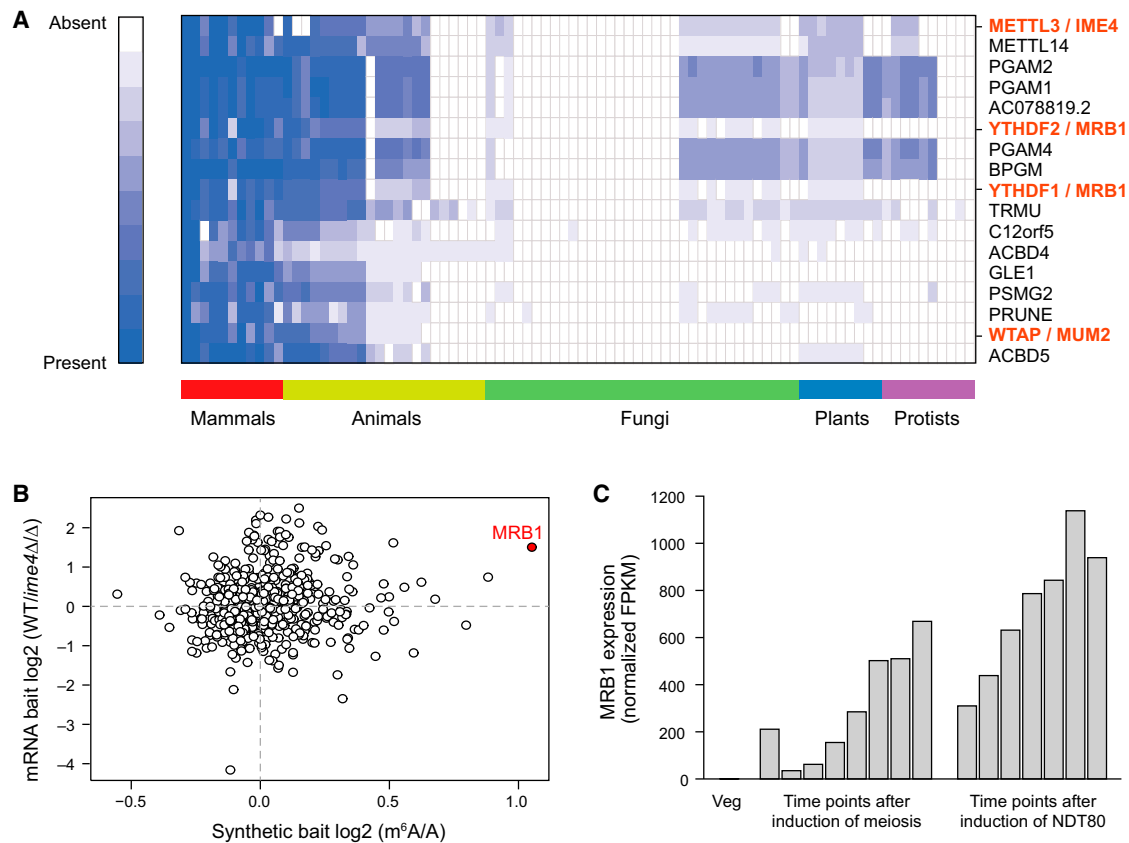 A
Absent
Present
METTL3 / IME4
METTL14
PGAM2
PGAM1
AC078819.2
YTHDF2 / MRB1
PGAM4
BPGM
YTHDF1 / MRB1
TRMU
C12orf5
ACBD4
GLE1
PSMG2
PRUNE
WTAP / MUM2
ACBD5
Mammals
Animals
Fungi
Plants
Protists
B
mRNA bait log2 (WT/ime4Δ/Δ)
2
1
0
–1
–2
–3
–4
MRB1
–0.5
0.0
0.5
1.0
Synthetic bait log2 (m⁶A/A)
C
MRB1 expression
(normalized FPKM)
1200
1000
800
600
400
200
0
Veg
Time points after
induction of meiosis
Time points after
induction of NDT80